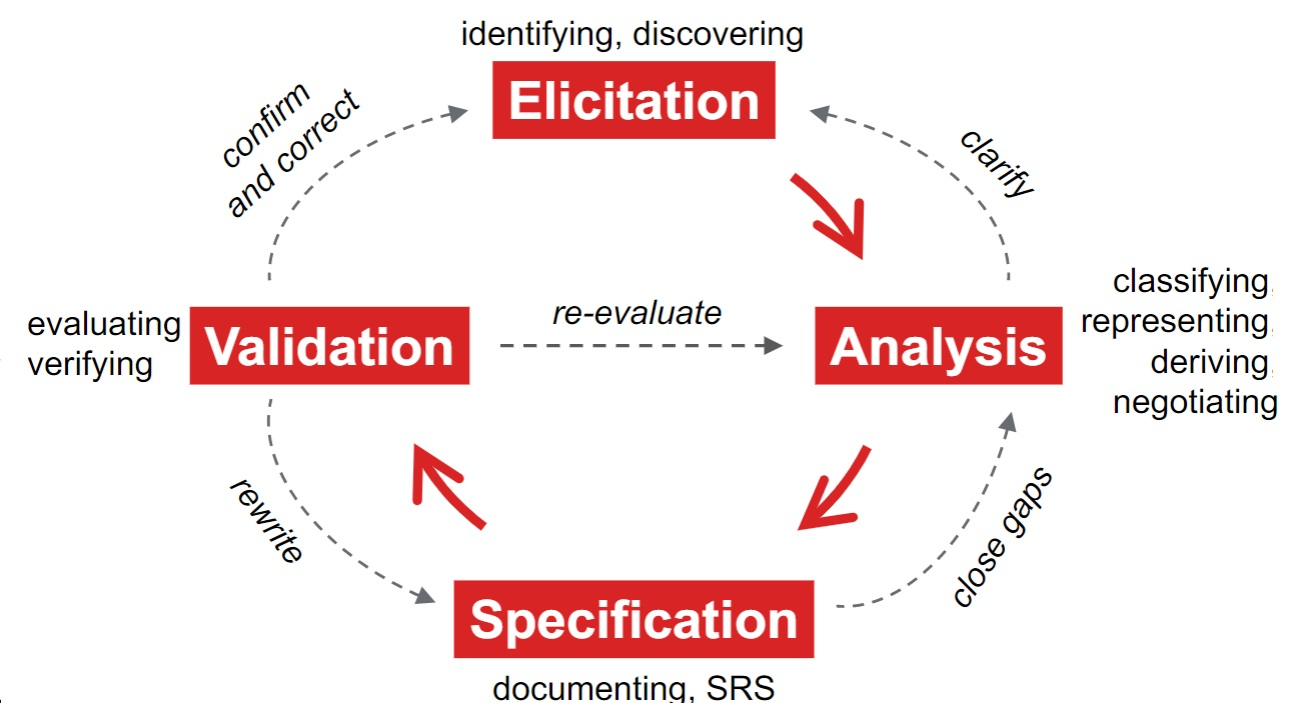 identifying, discovering
Elicitation
confirm
and correct
clarify
re-evaluate
evaluating
verifying
Validation
Analysis
classifying,
representing,
deriving,
negotiating
rewrite
close gaps
Specification
documenting, SRS